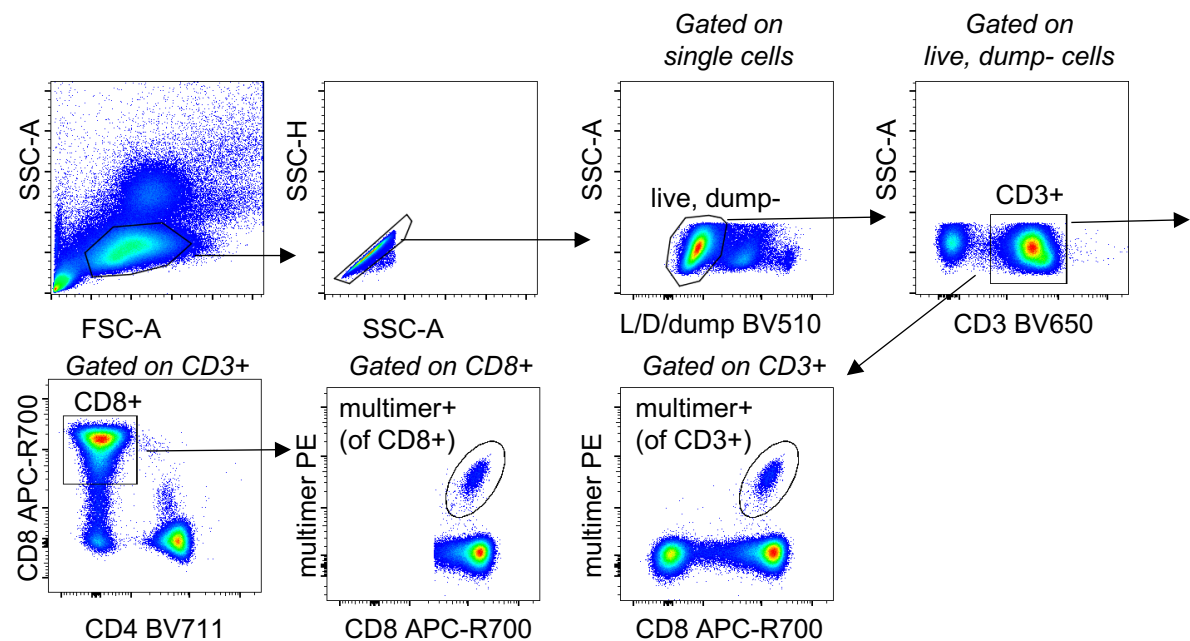 Gated on
single cells
Gated on
live, dump- cells
SSC-A
SSC-H
SSC-A
live, dump-
SSC-A
CD3+
FSC-A
SSC-A
L/D/dump BV510
CD3 BV650
Gated on CD3+
Gated on CD8+
Gated on CD3+
CD8 APC-R700
CD8+
multimer PE
multimer+
(of CD8+)
multimer PE
multimer+
(of CD3+)
CD4 BV711
CD8 APC-R700
CD8 APC-R700